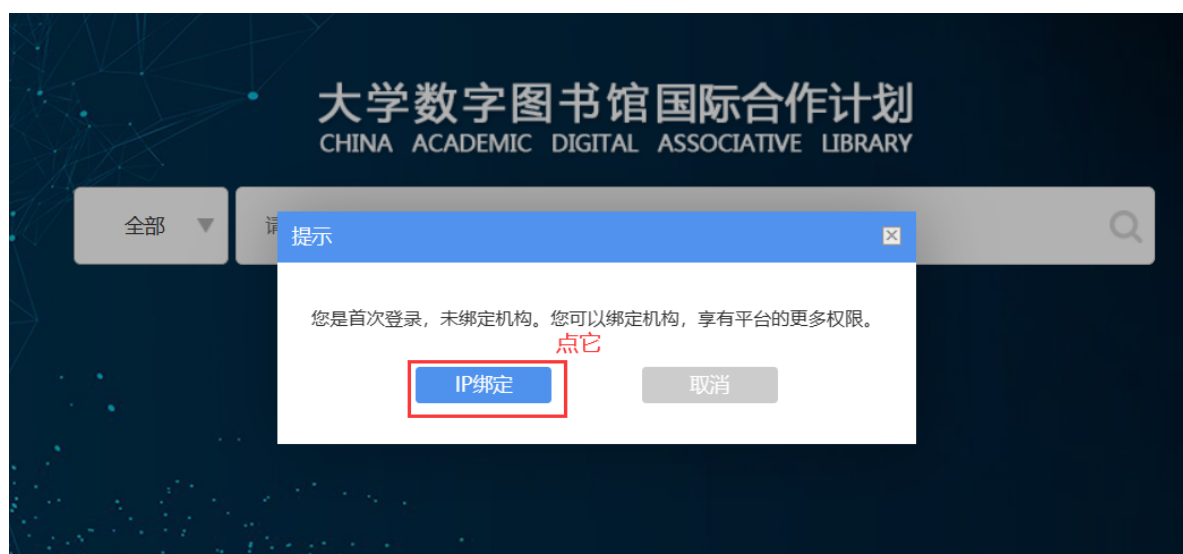 大学数字图书馆国际合作计划
CHINA ACADEMIC DIGITAL ASSOCIATIVE LIBRARY
全部
提示
您是首次登录，未绑定机构。您可以绑定机构，享有平台的更多权限。
点它
IP绑定 取消